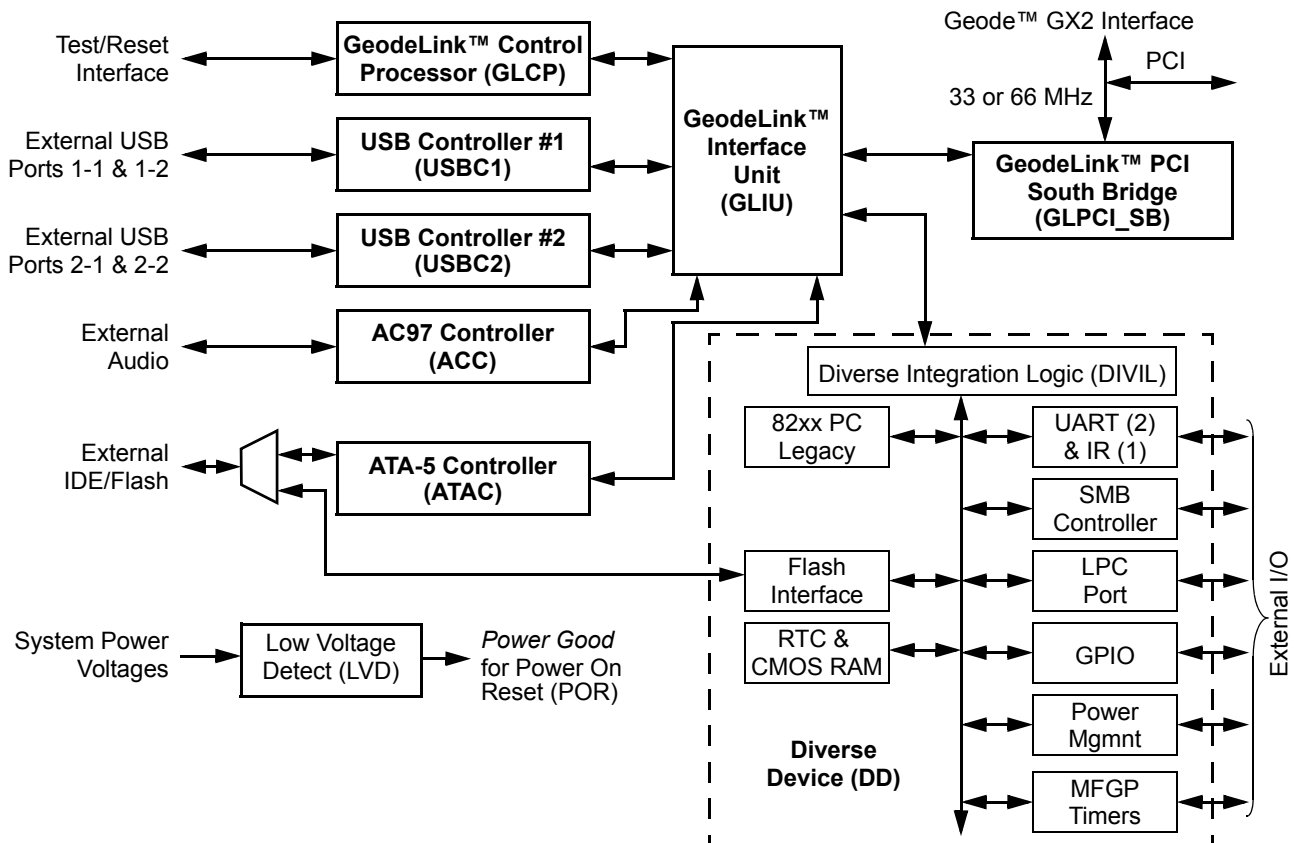 Test/Reset
Interface
GeodeLink™ Control
Processor (GLCP)
External USB
Ports 1-1 & 1-2
USB Controller #1
(USBC1)
External USB
Ports 2-1 & 2-2
USB Controller #2
(USBC2)
External
Audio
AC97 Controller
(ACC)
External
IDE/Flash
ATA-5 Controller
(ATAC)
System Power
Voltages
Low Voltage
Detect (LVD)
Power Good
for Power On
Reset (POR)
GeodeLink™
Interface
Unit
(GLIU)
Geode™ GX2 Interface
PCI
33 or 66 MHz
GeodeLink™ PCI
South Bridge
(GLPCI_SB)
Diverse Integration Logic (DIVIL)
82xx PC
Legacy
UART (2)
& IR (1)
SMB
Controller
Flash
Interface
LPC
Port
RTC &
CMOS RAM
GPIO
Power
Mgmnt
MFGP
Timers
Diverse
Device (DD)
External I/O